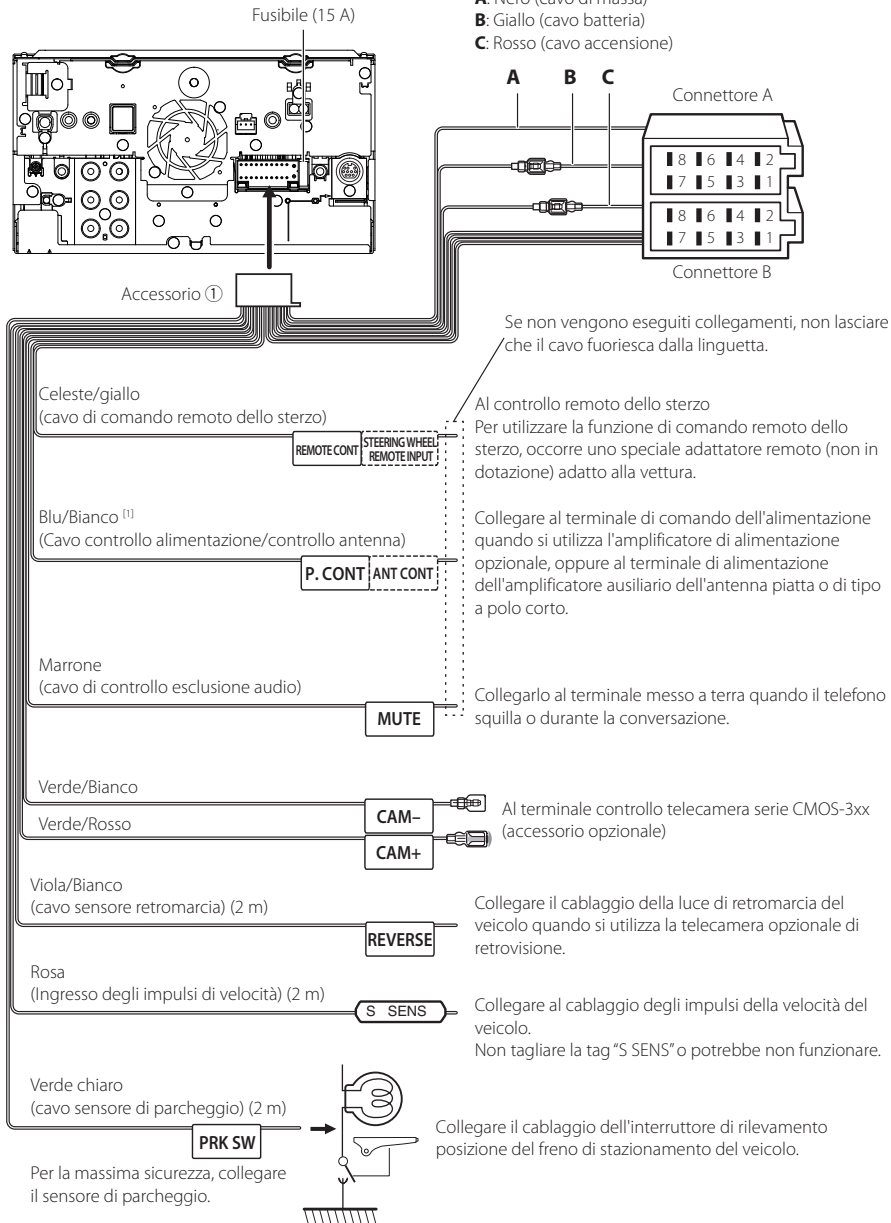 Fusibile (15 A)
A: Nero (cavo di massa)
B: Giallo (cavo batteria)
C: Rosso (cavo accensione)
A B C
Connettore A
8 6 4 2
7 5 3 1
8 6 4 2
7 5 3 1
Connettore B
Accessorio ①
Se non vengono eseguiti collegamenti, non lasciare
che il cavo fuoriesca dalla linguetta.
Celeste/giallo
(cavo di comando remoto dello sterzo)
REMOTE CONT
STEERING WHEEL
REMOTE INPUT
Al controllo remoto dello sterzo
Per utilizzare la funzione di comando remoto dello
sterzo, occorre uno speciale adattatore remoto (non in
dotazione) adatto alla vettura.
Blu/Bianco [1]
(Cavo controllo alimentazione/controllo antenna)
P. CONT ANT CONT
Collegare al terminale di comando dell'alimentazione
quando si utilizza l'amplificatore di alimentazione
opzionale, oppure al terminale di alimentazione
dell'amplificatore ausiliario dell'antenna piatta o di tipo
a polo corto.
Marrone
(cavo di controllo esclusione audio)
MUTE
Collegarlo al terminale messo a terra quando il telefono
squilla o durante la conversazione.
Verde/Bianco
CAM–
Verde/Rosso
CAM+
Al terminale controllo telecamera serie CMOS-3xx
(accessorio opzionale)
Viola/Bianco
(cavo sensore retromarcia) (2 m)
REVERSE
Collegare il cablaggio della luce di retromarcia del
veicolo quando si utilizza la telecamera opzionale di
retrovisione.
Rosa
(Ingresso degli impulsi di velocità) (2 m)
S SENS
Collegare al cablaggio degli impulsi della velocità del
veicolo.
Non tagliare la tag “S SENS” o potrebbe non funzionare.
Verde chiaro
(cavo sensore di parcheggio) (2 m)
PRK SW
Per la massima sicurezza, collegare
il sensore di parcheggio.
Collegare il cablaggio dell'interruttore di rilevamento
posizione del freno di stazionamento del veicolo.